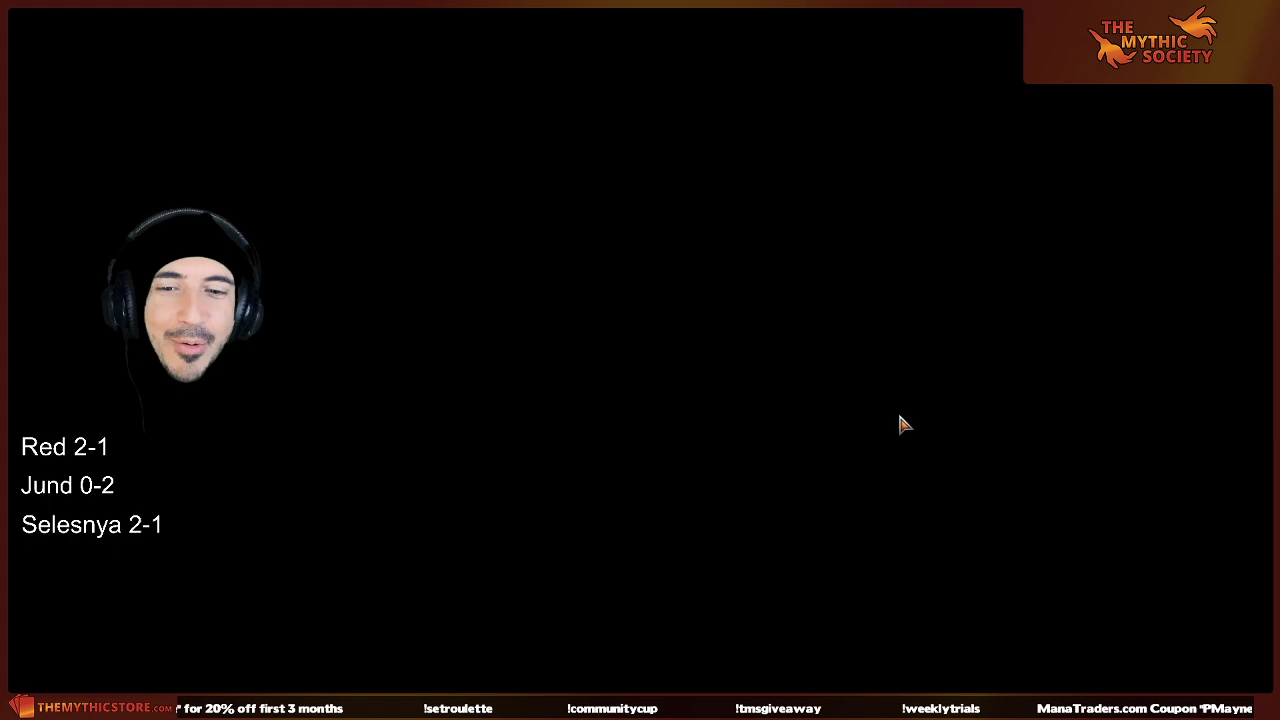 THE
MYTHIC
SOCIETY
Red 2-1
Jund 0-2
Selesnya 2-1
THEMYTHICSTORE.COM
for 20% off first 3 months !setroulette !communitycup !tmsgiveaway !weeklytrials ManaTraders.com Coupon "PMayne